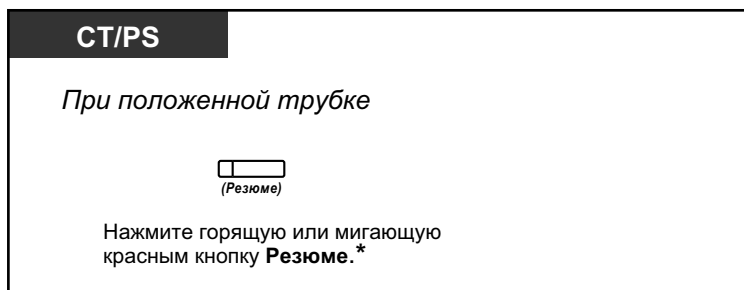 CT/PS
При положенной трубке
(Резюме)
Нажмите горящую или мигающую
красным кнопку Резюме.*